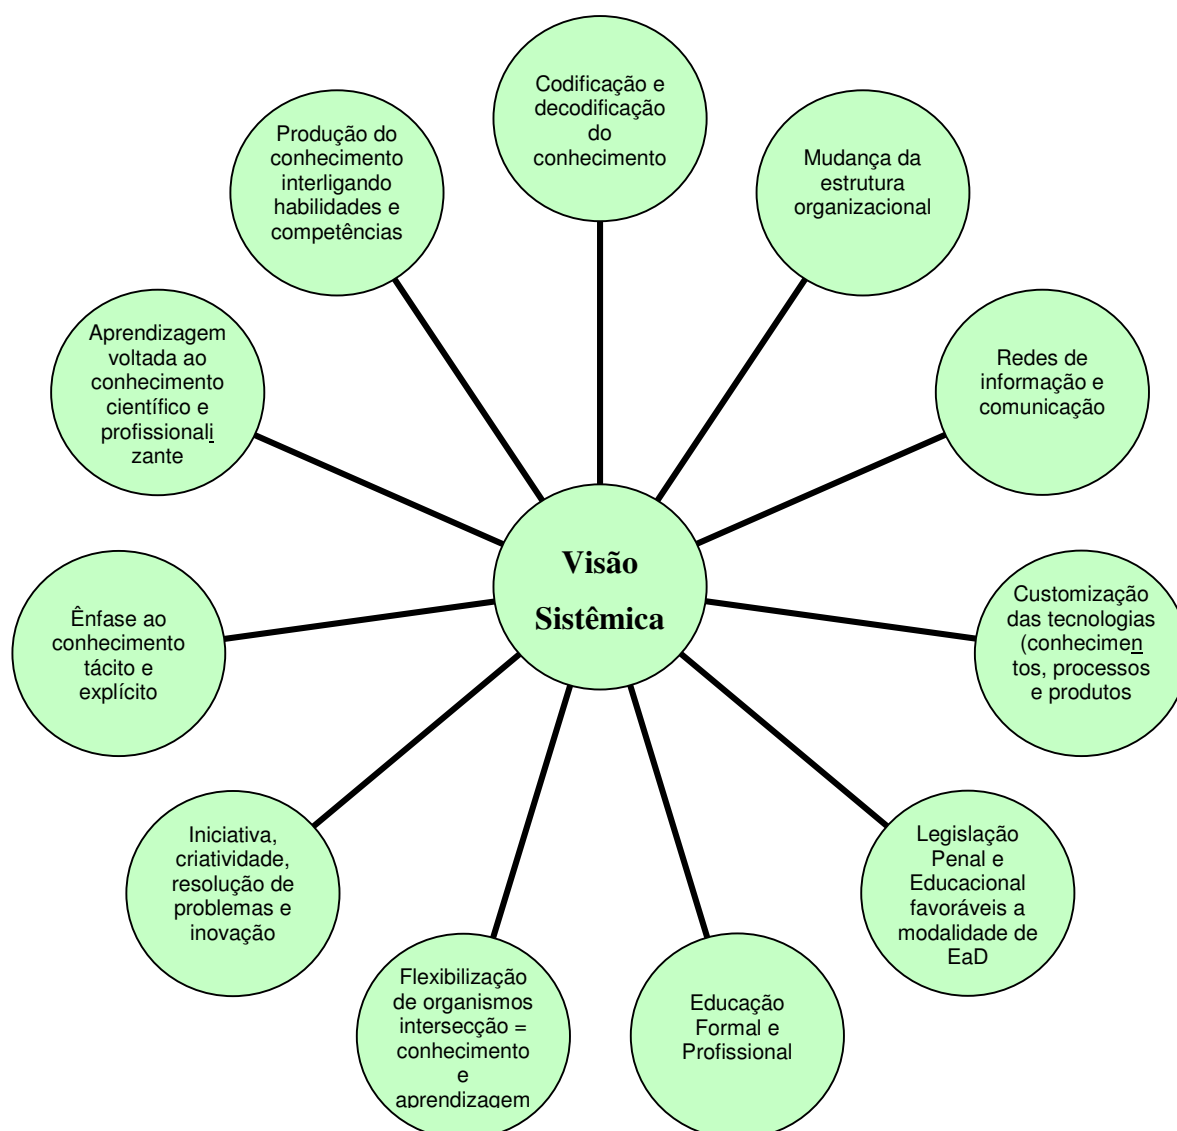 Codificação e
decodificação
do
conhecimento
Mudança da
estrutura
organizacional
Redes de
informação e
comunicação
Customização
das tecnologias
(conhecimen
tos, processos
e produtos
Legislação
Penal e
Educacional
favoráveis a
modalidade de
EaD
Educação
Formal e
Profissional
Flexibilização
de organismos
intersecção =
conhecimento
e
aprendizagem
Iniciativa,
criatividade,
resolução de
problemas e
inovação
Ênfase ao
conhecimento
tácito e
explícito
Aprendizagem
voltada ao
conhecimento
científico e
profissionali
zante
Produção do
conhecimento
interligando
habilidades e
competências
Visão
Sistêmica